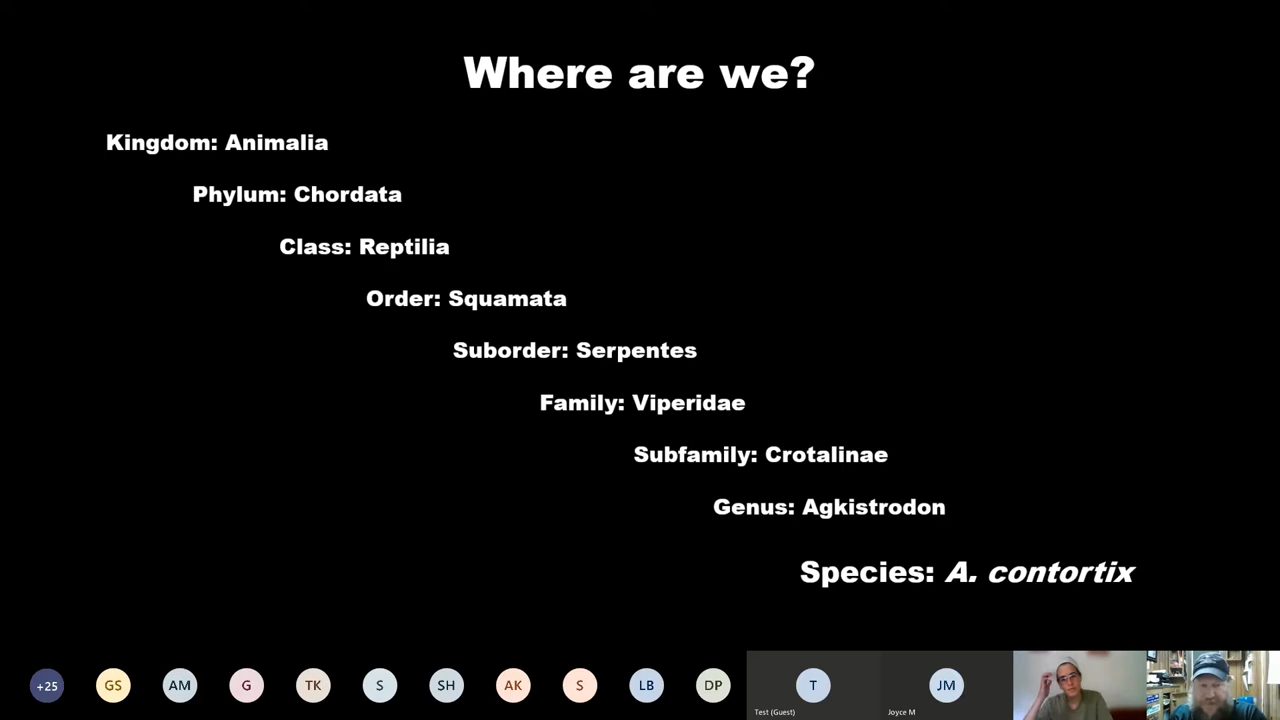 Where are we?
Kingdom: Animalia
Phylum: Chordata
Class: Reptilia
Order: Squamata
Suborder: Serpentes
Family: Viperidae
Subfamily: Crotalinae
Genus: Agkistrodon
Species: A. contortix
+25 GS AM G TK S SH AK S LB DP T JM
Test (Guest) Joyce M